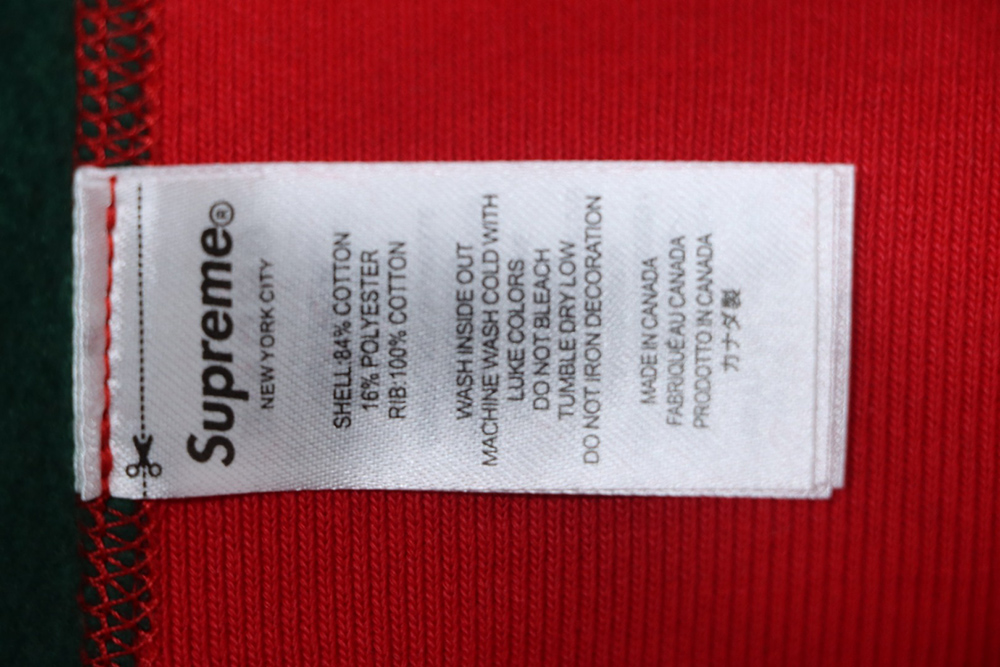 Supreme®
NEW YORK CITY
SHELL:84% COTTON
16% POLYESTER
RIB:100% COTTON
WASH INSIDE OUT
MACHINE WASH COLD WITH
LUKE COLORS
DO NOT BLEACH
TUMBLE DRY LOW
DO NOT IRON DECORATION
MADE IN CANADA
FABRIQUÉ AU CANADA
PRODOTTO IN CANADA
カナダ製